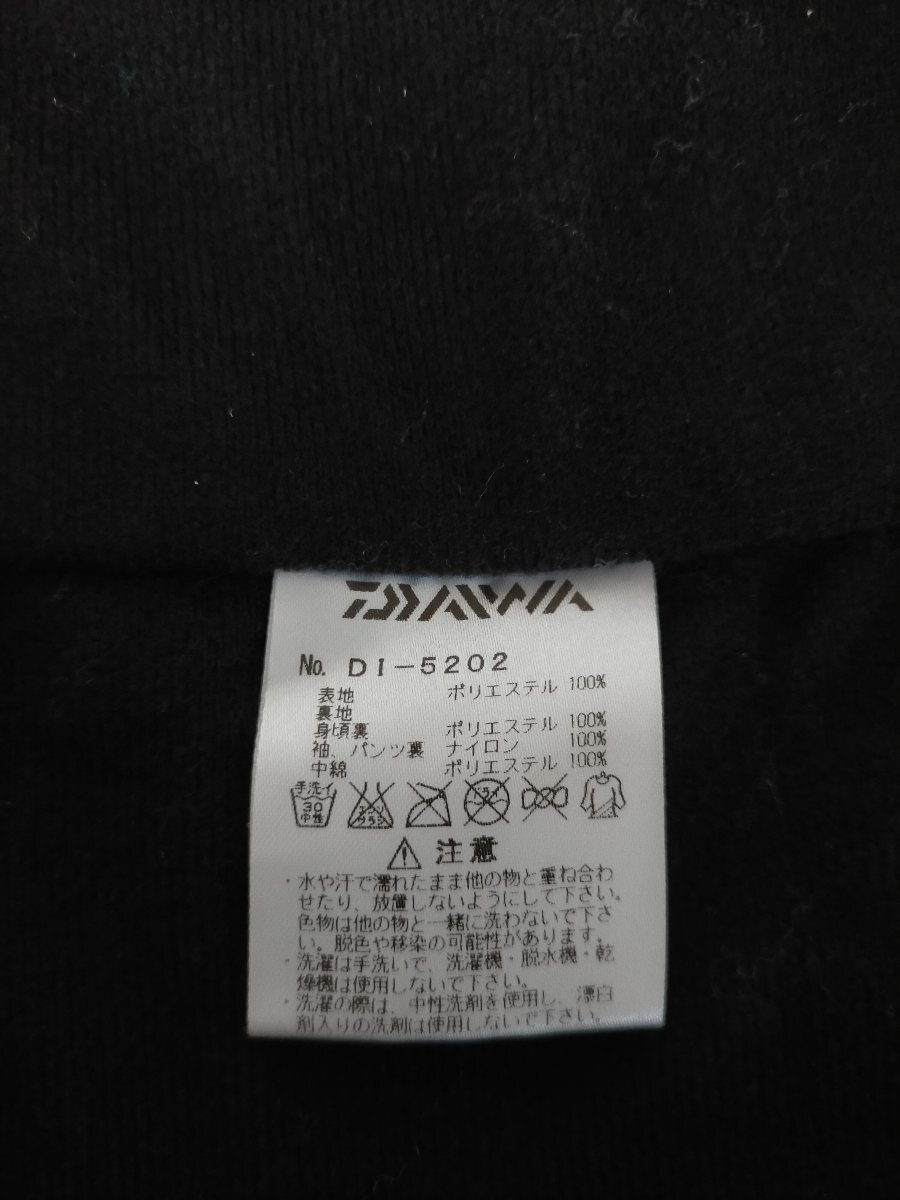 DAIWA
No. DI-5202
表地 ポリエステル 100%
裏地
身頃裏 ポリエステル 100%
袖、パンツ裏 ナイロン 100%
中綿 ポリエステル 100%
手洗イ
30
中性
エンソ
サラシ
ドライ
⚠ 注意
・水や汗で濡れたまま他の物と重ね合わ
せたり、放置しないようにして下さい。
色物は他の物と一緒に洗わないで下さ
い。脱色や移染の可能性があります。
・洗濯は手洗いで、洗濯機・脱水機・乾
燥機は使用しないで下さい。
・洗濯の際は、中性洗剤を使用し、漂白
剤入りの洗剤は使用しないで下さい。